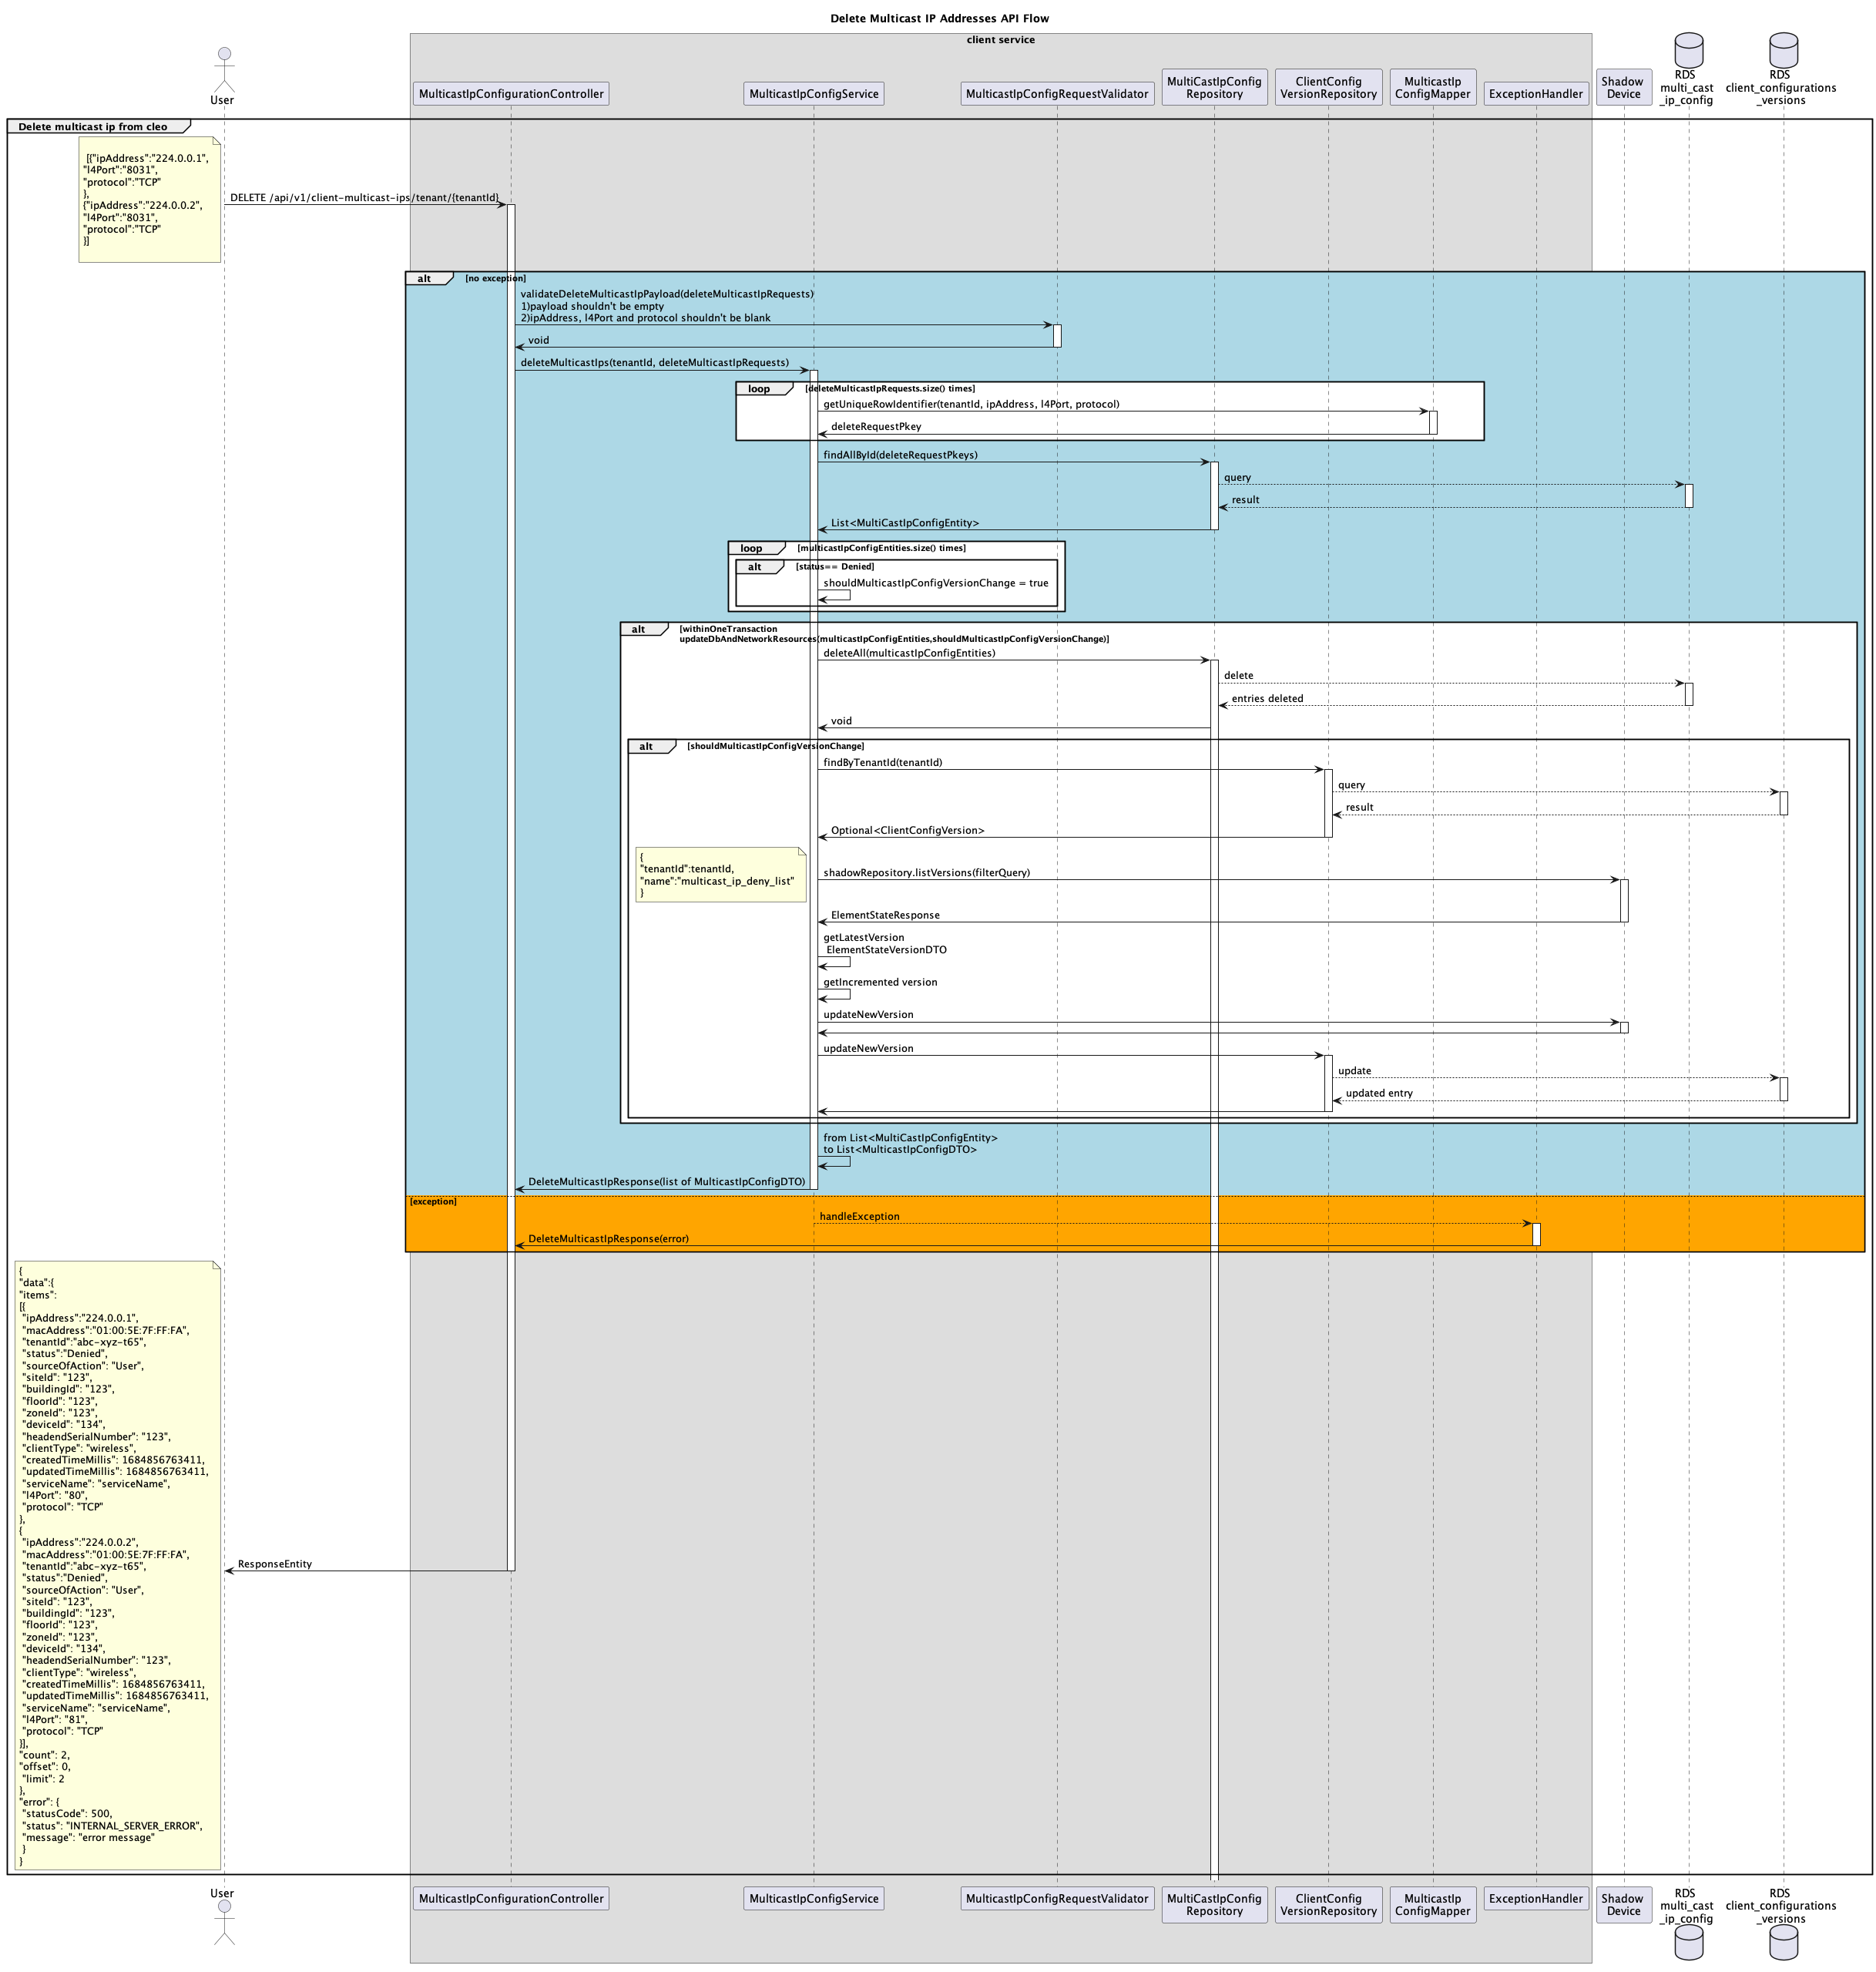 Delete Multicast IP Addresses API Flow
client service
User
MulticastIpConfigurationController
MulticastIpConfigService
MulticastIpConfigRequestValidator
MultiCastIpConfig
Repository
ClientConfig
VersionRepository
MulticastIp
ConfigMapper
ExceptionHandler
Shadow
Device
RDS
multi_cast
_ip_config
RDS
client_configurations
_versions
Delete multicast ip from cleo
[{"ipAddress":"224.0.0.1",
"l4Port":"8031",
"protocol":"TCP"
},
{"ipAddress":"224.0.0.2",
"l4Port":"8031",
"protocol":"TCP"
}]
DELETE /api/v1/client-multicast-ips/tenant/{tenantId}
alt [no exception]
validateDeleteMulticastIpPayload(deleteMulticastIpRequests)
1)payload shouldn't be empty
2)ipAddress, l4Port and protocol shouldn't be blank
void
deleteMulticastIps(tenantId, deleteMulticastIpRequests)
loop [deleteMulticastIpRequests.size() times]
getUniqueRowIdentifier(tenantId, ipAddress, l4Port, protocol)
deleteRequestPkey
findAllById(deleteRequestPkeys)
query
result
List<MultiCastIpConfigEntity>
loop [multicastIpConfigEntities.size() times]
alt [status== Denied]
shouldMulticastIpConfigVersionChange = true
alt [withinOneTransaction
updateDbAndNetworkResources(multicastIpConfigEntities,shouldMulticastIpConfigVersionChange)]
deleteAll(multicastIpConfigEntities)
delete
entries deleted
void
alt [shouldMulticastIpConfigVersionChange]
findByTenantId(tenantId)
query
result
Optional<ClientConfigVersion>
{
"tenantId":tenantId,
"name":"multicast_ip_deny_list"
}
shadowRepository.listVersions(filterQuery)
ElementStateResponse
getLatestVersion
ElementStateVersionDTO
getIncremented version
updateNewVersion
updateNewVersion
update
updated entry
from List<MultiCastIpConfigEntity>
to List<MulticastIpConfigDTO>
DeleteMulticastIpResponse(list of MulticastIpConfigDTO)
[exception]
handleException
DeleteMulticastIpResponse(error)
{
"data":{
"items":
[{
"ipAddress":"224.0.0.1",
"macAddress":"01:00:5E:7F:FF:FA",
"tenantId":"abc-xyz-t65",
"status":"Denied",
"sourceOfAction": "User",
"siteId": "123",
"buildingId": "123",
"floorId": "123",
"zoneId": "123",
"deviceId": "134",
"headendSerialNumber": "123",
"clientType": "wireless",
"createdTimeMillis": 1684856763411,
"updatedTimeMillis": 1684856763411,
"serviceName": "serviceName",
"l4Port": "80",
"protocol": "TCP"
},
{
"ipAddress":"224.0.0.2",
"macAddress":"01:00:5E:7F:FF:FA",
"tenantId":"abc-xyz-t65",
"status":"Denied",
"sourceOfAction": "User",
"siteId": "123",
"buildingId": "123",
"floorId": "123",
"zoneId": "123",
"deviceId": "134",
"headendSerialNumber": "123",
"clientType": "wireless",
"createdTimeMillis": 1684856763411,
"updatedTimeMillis": 1684856763411,
"serviceName": "serviceName",
"l4Port": "81",
"protocol": "TCP"
}],
"count": 2,
"offset": 0,
"limit": 2
},
"error": {
"statusCode": 500,
"status": "INTERNAL_SERVER_ERROR",
"message": "error message"
}
}
ResponseEntity
User
MulticastIpConfigurationController
MulticastIpConfigService
MulticastIpConfigRequestValidator
MultiCastIpConfig
Repository
ClientConfig
VersionRepository
MulticastIp
ConfigMapper
ExceptionHandler
Shadow
Device
RDS
multi_cast
_ip_config
RDS
client_configurations
_versions